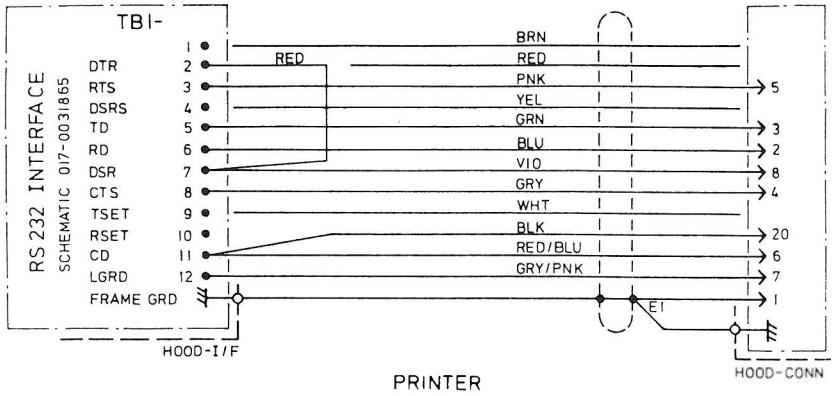 TB1-
1 BRN
DTR 2 RED RED
RTS 3 PNK 5
DSRS 4 YEL
TD 5 GRN 3
RD 6 BLU 2
DSR 7 VIO 8
CTS 8 GRY 4
TSET 9 WHT
RSET 10 BLK 20
CD 11 RED/BLU 6
LGRD 12 GRY/PNK 7
FRAME GRD 1
E1
RS232 INTERFACE
SCHEMATIC 017-0031865
HOOD-I/F
HOOD-CONN
PRINTER